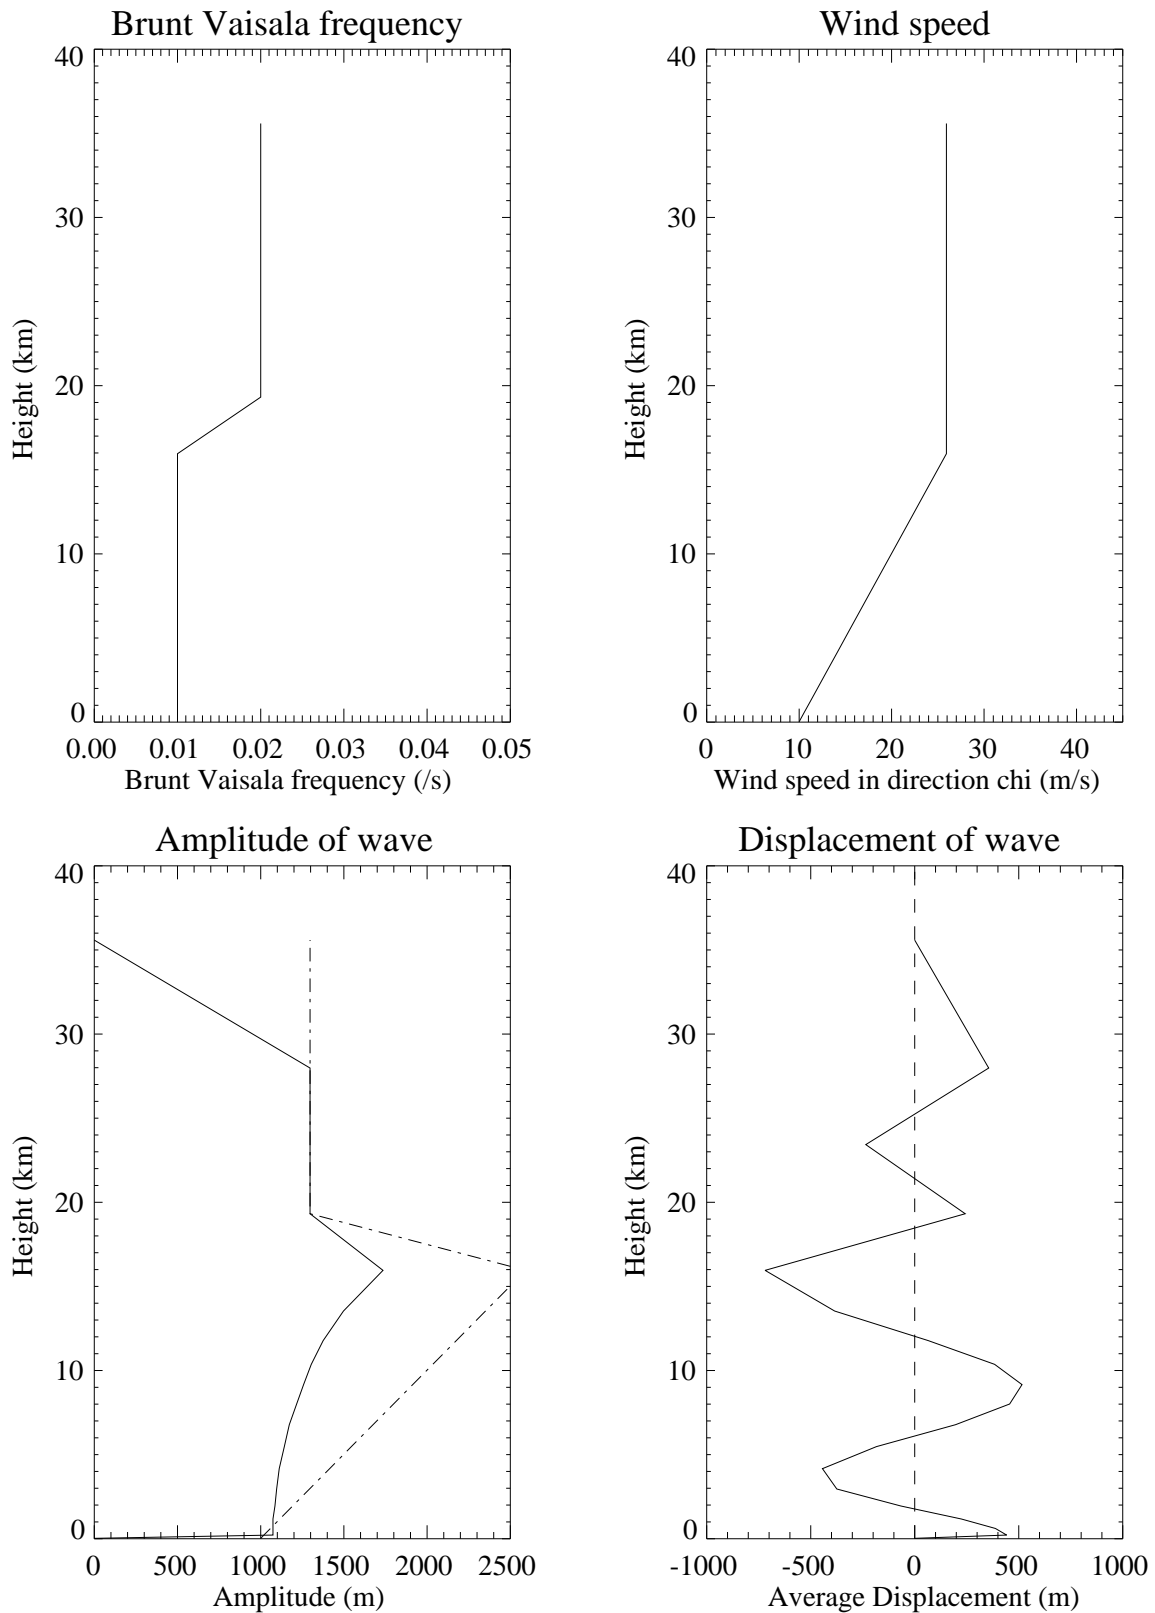 Brunt Vaisala frequency
40
30
20
10
0
Height (km)
0.00 0.01 0.02 0.03 0.04 0.05
Brunt Vaisala frequency (/s)
Wind speed
40
30
20
10
0
Height (km)
0 10 20 30 40
Wind speed in direction chi (m/s)
Amplitude of wave
40
30
20
10
0
Height (km)
0 500 1000 1500 2000 2500
Amplitude (m)
Displacement of wave
40
30
20
10
0
Height (km)
-1000 -500 0 500 1000
Average Displacement (m)